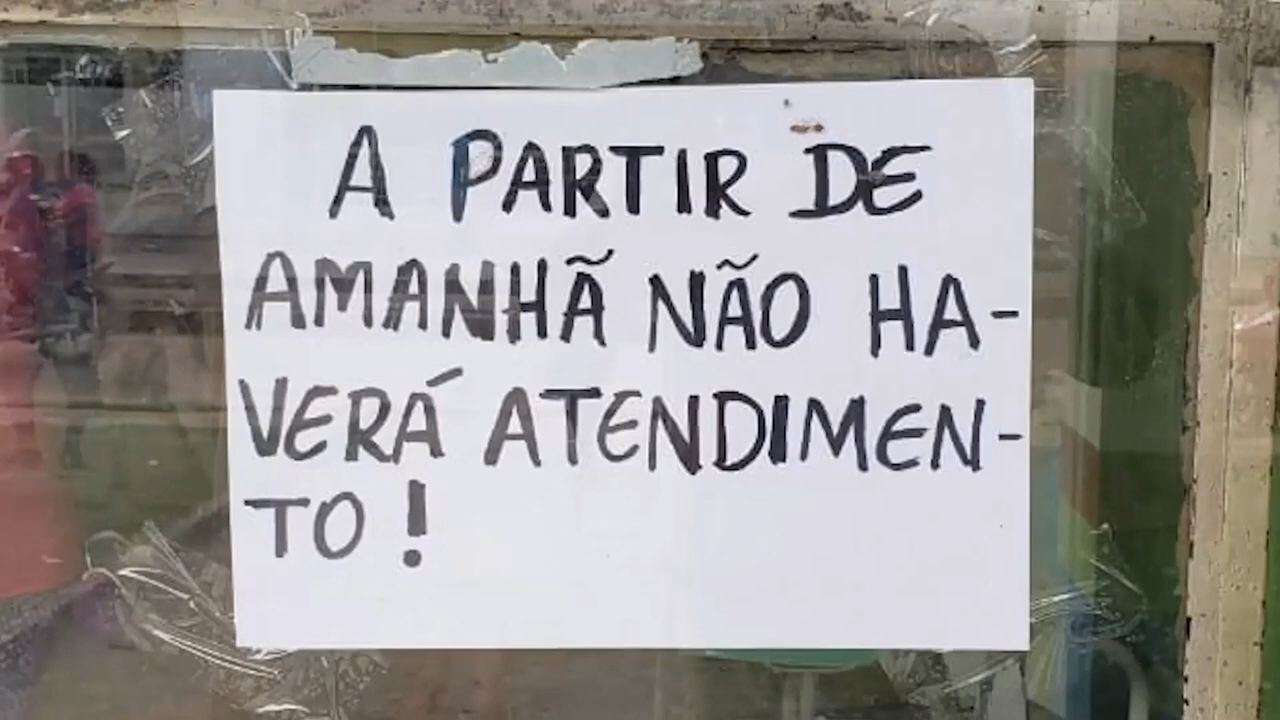 A PARTIR DE
AMANHÃ NÃO HA-
VERÁ ATENDIMEN-
TO!